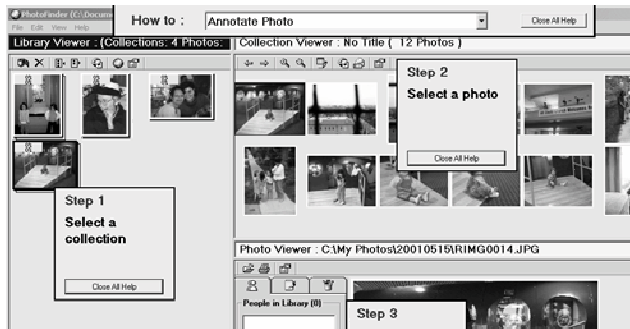 PhotoFinder (C:\Docum
How to : Annotate Photo Close All Help
File Edit View Help
Library Viewer : (Collections: 4 Photos:
Collection Viewer : No Title ( 12 Photos )
Step 2
Select a photo
Close All Help
Step 1
Select a
collection
Close All Help
Photo Viewer : C:\My Photos\20010515\RIMG0014.JPG
People in Library (0)
Step 3